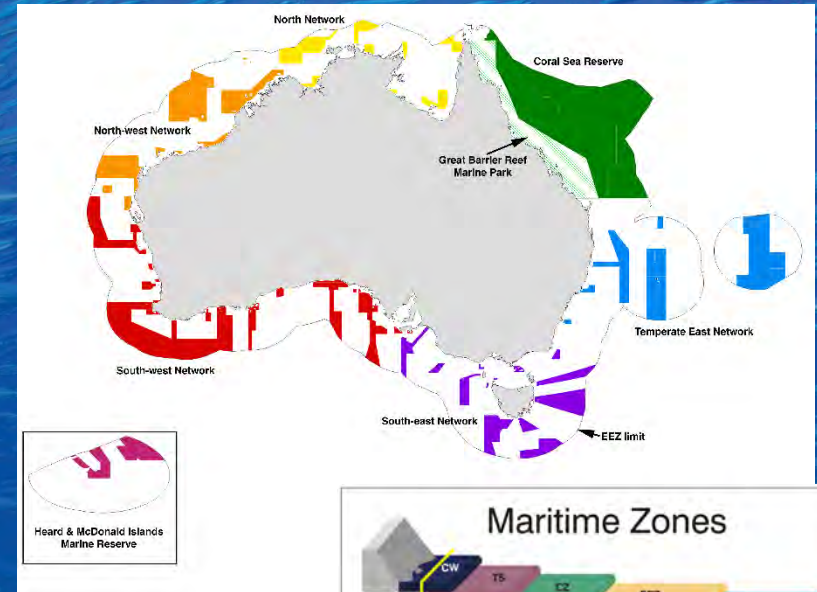 North Network
Coral Sea Reserve
North-west Network
Great Barrier Reef
Marine Park
Temperate East Network
South-west Network
South-east Network
EEZ limit
Heard & McDonald Islands
Marine Reserve
Maritime Zones
CW
TS
CZ